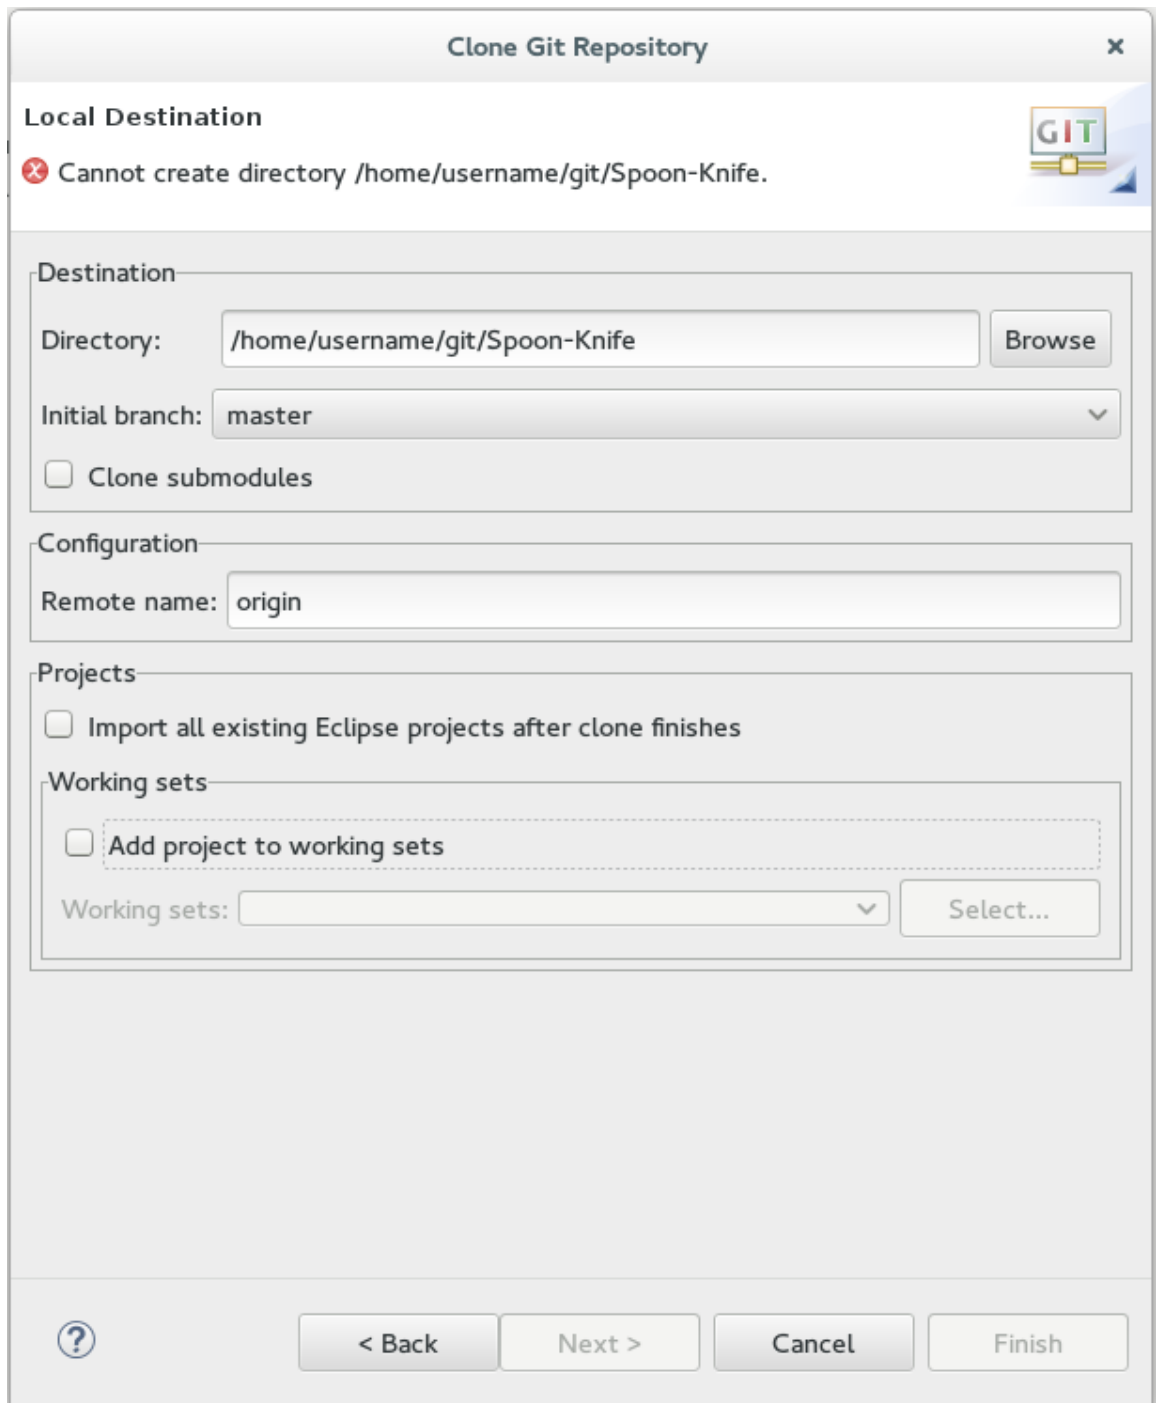 Clone Git Repository
Local Destination
GIT
Cannot create directory /home/username/git/Spoon-Knife.
Destination
Directory: /home/username/git/Spoon-Knife Browse
Initial branch: master
Clone submodules
Configuration
Remote name: origin
Projects
Import all existing Eclipse projects after clone finishes
Working sets
Add project to working sets
Working sets: Select...
? < Back Next > Cancel Finish